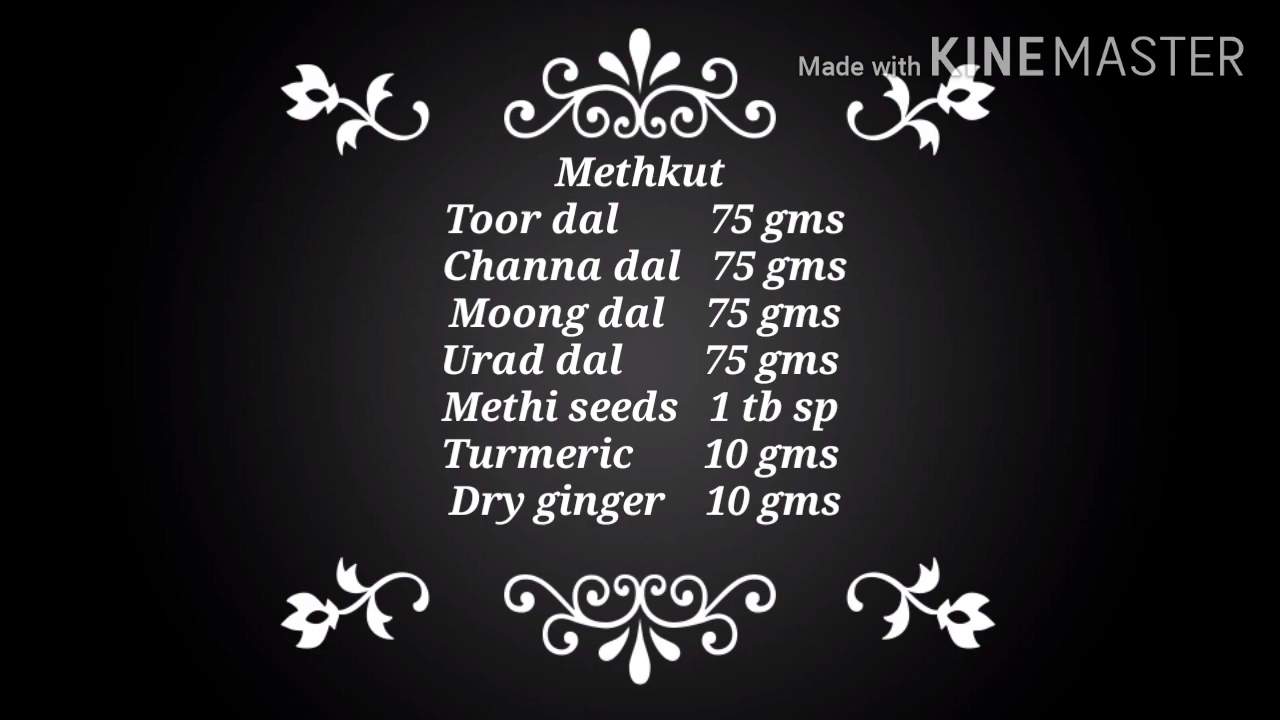 Made with KINEMASTER
Methkut
Toor dal 75 gms
Channa dal 75 gms
Moong dal 75 gms
Urad dal 75 gms
Methi seeds 1 tb sp
Turmeric 10 gms
Dry ginger 10 gms